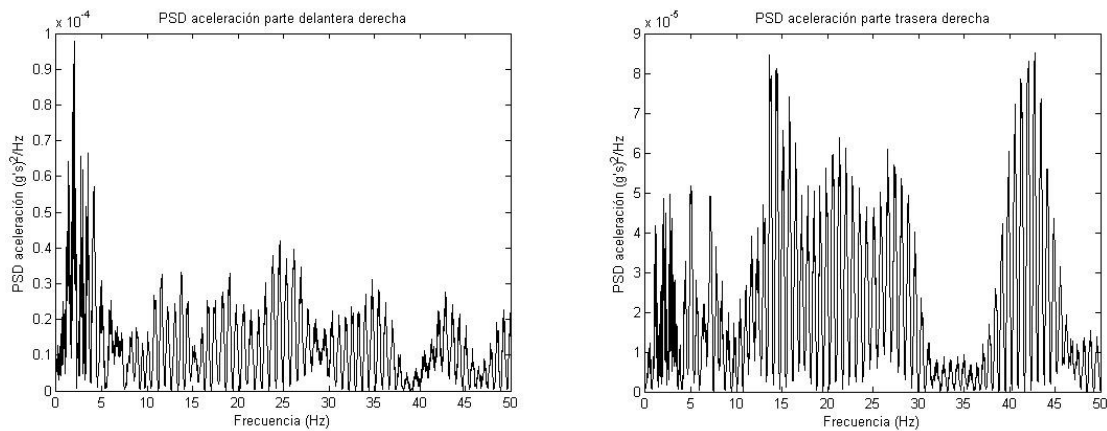 PSD aceleración parte delantera derecha
x 10^-4
1
0.9
0.8
0.7
0.6
0.5
0.4
0.3
0.2
0.1
0
PSD aceleración (g's)^2/Hz
0 5 10 15 20 25 30 35 40 45 50
Frecuencia (Hz)
PSD aceleración parte trasera derecha
x 10^-5
9
8
7
6
5
4
3
2
1
0
PSD aceleración (g's)^2/Hz
0 5 10 15 20 25 30 35 40 45 50
Frecuencia (Hz)